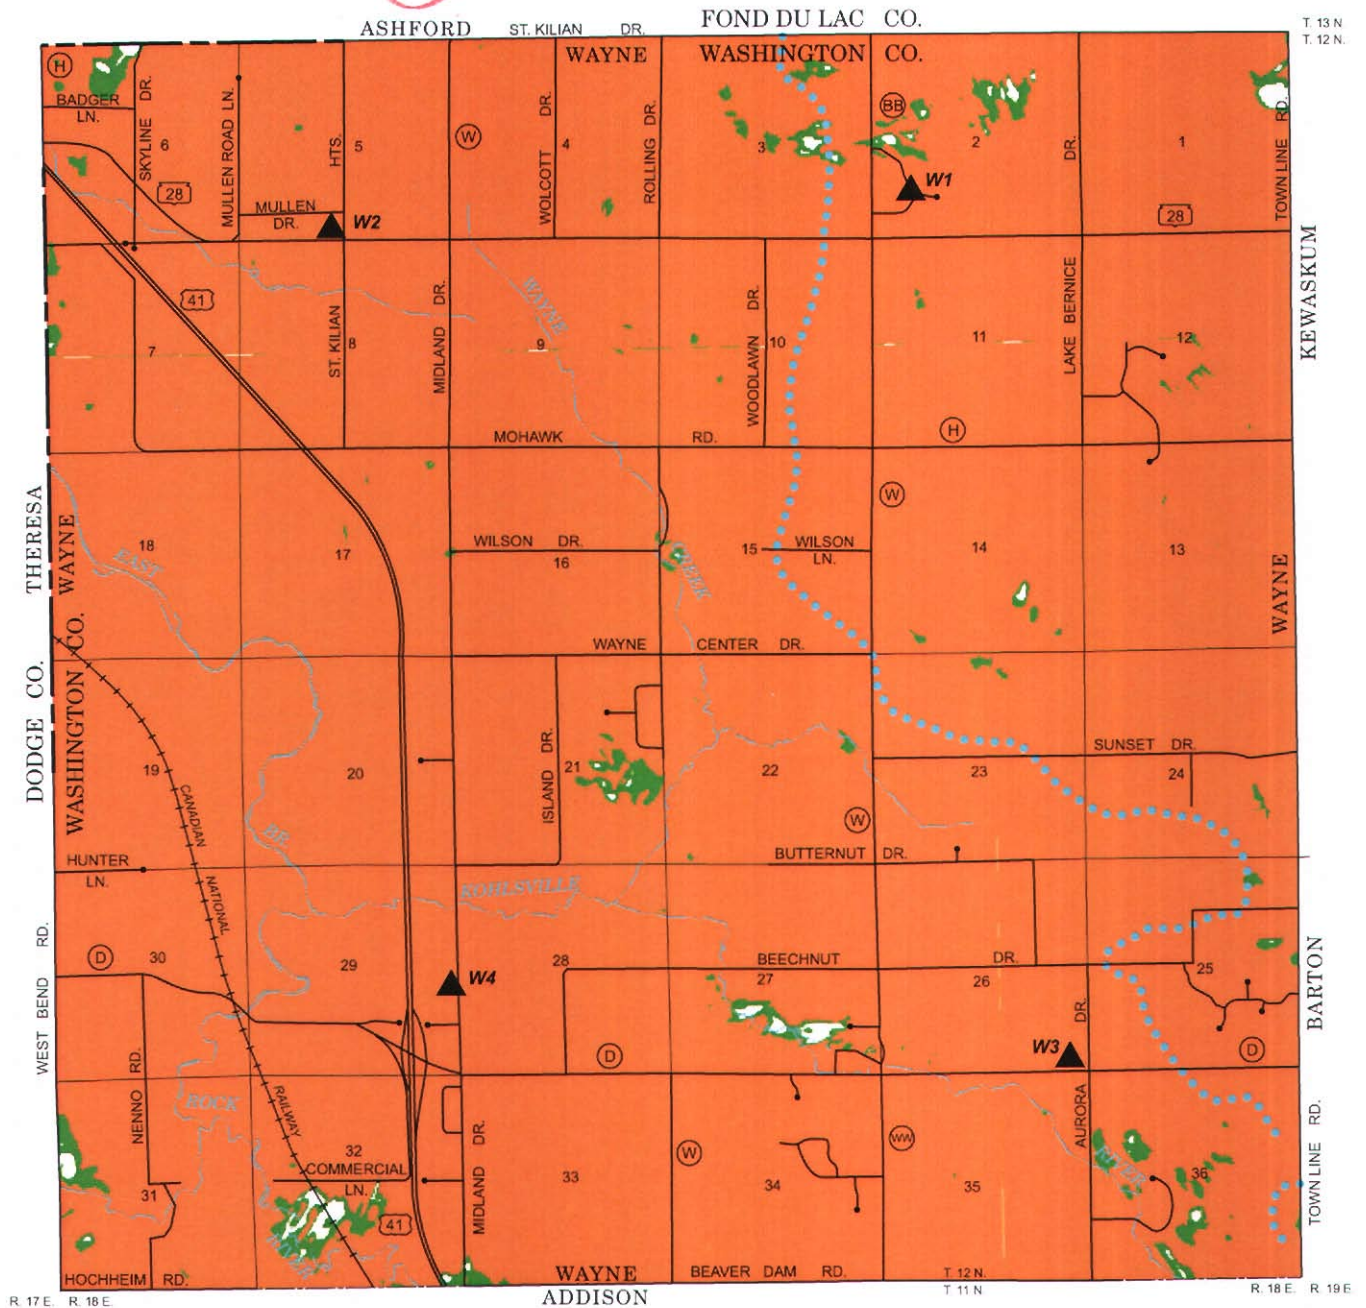 ASHFORD ST. KILIAN DR. FOND DU LAC CO.
T. 13 N
T. 12 N.
WAYNE WASHINGTON CO.
H
BADGER
LN.
SKYLINE DR.
MULLEN ROAD LN.
HTS.
W
WOLCOTT DR.
ROLLING DR.
BB
DR.
TOWN LINE RD.
6
5
4
3
2
1
28
MULLEN
DR.
W2
W1
28
KEWASKUM
41
ST. KILIAN
MIDLAND DR.
WAYNE
WOODLAWN DR.
LAKE BERNICE
7
8
9
10
11
12
MOHAWK RD.
H
THERESA
WAYNE
W
18
17
WILSON DR.
16
15
WILSON
LN.
14
13
EAST
CREEK
WAYNE
WAYNE CENTER DR.
DODGE CO.
WASHINGTON CO.
SUNSET DR.
19
20
ISLAND DR.
21
22
23
24
CANADIAN
BR.
W
HUNTER
LN.
BUTTERNUT DR.
NATIONAL
KOHLSVILLE
WEST BEND RD.
D
30
29
28
BEECHNUT DR.
27
26
25
BARTON
W4
D
W3
DR.
D
NENNO RD.
ROCK
RAILWAY
AURORA
32
COMMERCIAL
LN.
MIDLAND DR.
W
WW
RIVER
31
33
34
35
36
TOWN LINE RD.
41
RIVER
HOCHHEIM RD.
WAYNE
BEAVER DAM RD.
T. 12 N.
T 11 N
ADDISON
R. 17 E. R. 18 E.
R. 18 E. R. 19 E